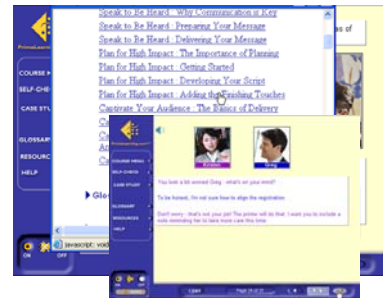 Speak to Be Heard : Why Communication is Key
Speak to Be Heard : Preparing Your Message
Speak to Be Heard : Delivering Your Message
Plan for High Impact : The Importance of Planning
Plan for High Impact : Getting Started
Plan for High Impact : Developing Your Script
Plan for High Impact : Adding the Finishing Touches
Captivate Your Audience : The Basics of Delivery
as of
COURSE
SELF-CHE
CASE STU
GLOSSAR
RESOURC
HELP
Glo
javascript: void
ON OFF
COURSE MENU
SELF-CHECK
CASE STUDY
GLOSSARY
RESOURCES
HELP
Kristen
Greg
You look a bit worried Greg - what's on your mind?
To be honest, I'm not sure how to align the registration
Don't worry - that's not your job! The printer will do that. I want you to include a
note reminding him to take more care this time.